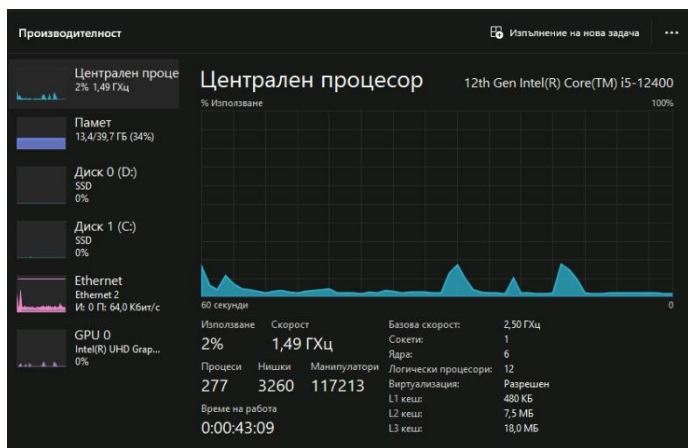 Производителност
Изпълнение на нова задача
Централен проце
2% 1,49 ГХц
Памет
13,4/39,7 ГБ (34%)
Диск 0 (D:)
SSD
0%
Диск 1 (C:)
SSD
0%
Ethernet
Ethernet 2
И: 0 П: 64,0 Кбит/с
GPU 0
Intel(R) UHD Grap...
0%
Централен процесор
12th Gen Intel(R) Core(TM) i5-12400
% Използване
100%
60 секунди
0
Използване
Скорост
2%
1,49 ГХц
Процеси
Нишки
Манипулатори
277
3260
117213
Време на работа
0:00:43:09
Базова скорост:
2,50 ГХц
Сокети:
1
Ядра:
6
Логически процесори:
12
Виртуализация:
Разрешен
L1 кеш:
480 КБ
L2 кеш:
7,5 МБ
L3 кеш:
18,0 МБ